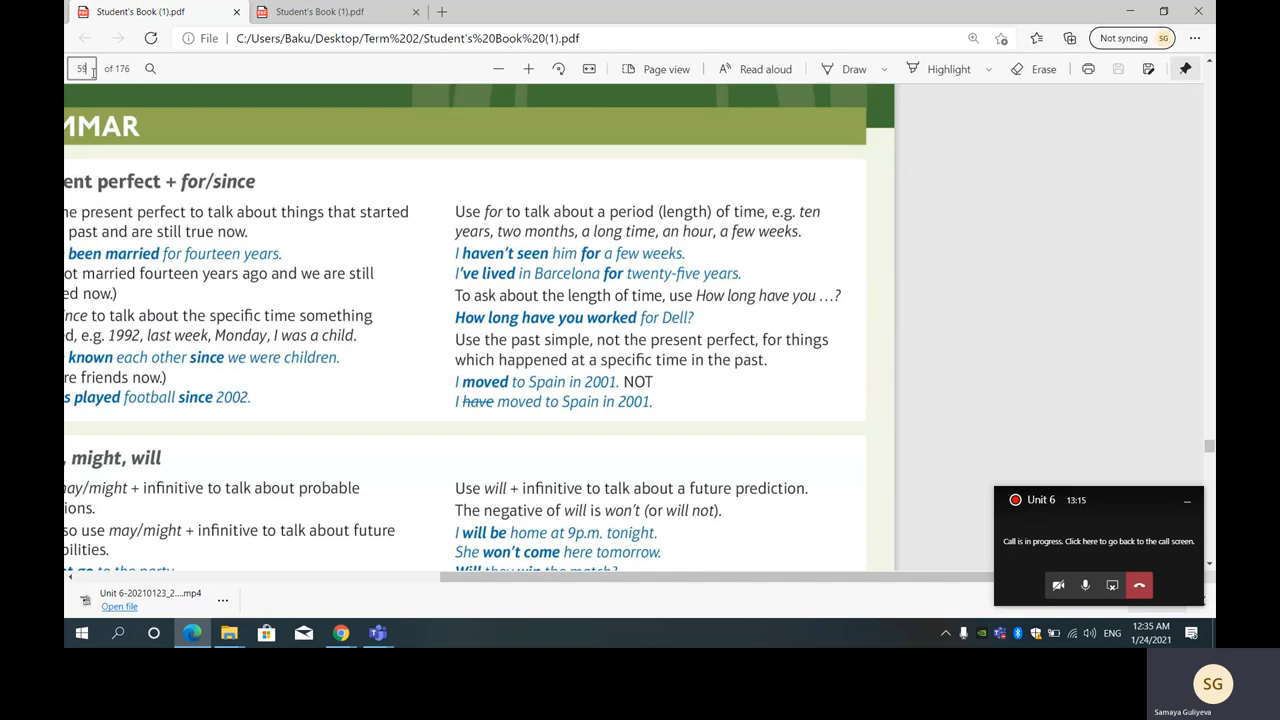 Student's Book (1).pdf
Student's Book (1).pdf
File
C:/Users/Baku/Desktop/Term%202/Student's%20Book%20(1).pdf
Not syncing SG
59 of 176
Page view
Read aloud
Draw
Highlight
Erase
MMAR
ent perfect + for/since
he present perfect to talk about things that started
past and are still true now.
been married for fourteen years.
ot married fourteen years ago and we are still
ed now.)
ince to talk about the specific time something
d, e.g. 1992, last week, Monday, I was a child.
known each other since we were children.
re friends now.)
s played football since 2002.
Use for to talk about a period (length) of time, e.g. ten
years, two months, a long time, an hour, a few weeks.
I haven't seen him for a few weeks.
I've lived in Barcelona for twenty-five years.
To ask about the length of time, use How long have you …?
How long have you worked for Dell?
Use the past simple, not the present perfect, for things
which happened at a specific time in the past.
I moved to Spain in 2001. NOT
I have moved to Spain in 2001.
, might, will
may/might + infinitive to talk about probable
ions.
so use may/might + infinitive to talk about future
bilities.
t go to the party
Use will + infinitive to talk about a future prediction.
The negative of will is won't (or will not).
I will be home at 9p.m. tonight.
She won't come here tomorrow.
Will they win the match?
Unit 6 13:15
Call is in progress. Click here to go back to the call screen.
Unit 6-20210123_2....mp4
Open file
ENG
12:35 AM
1/24/2021
SG
Samaya Guliyeva